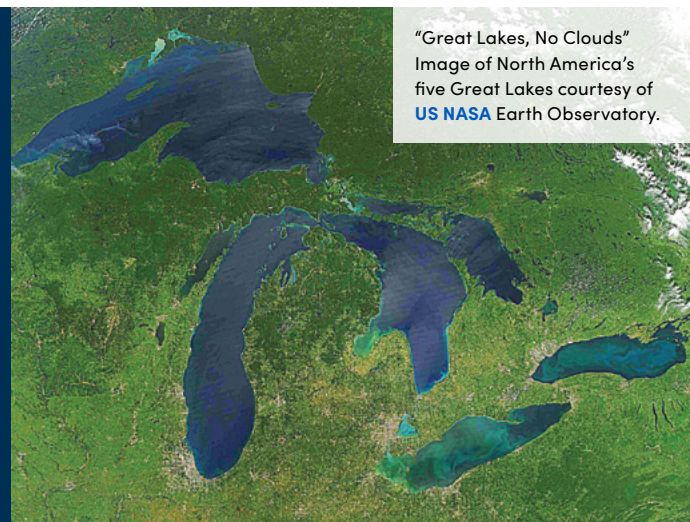 “Great Lakes, No Clouds”
Image of North America’s
five Great Lakes courtesy of
US NASA Earth Observatory.